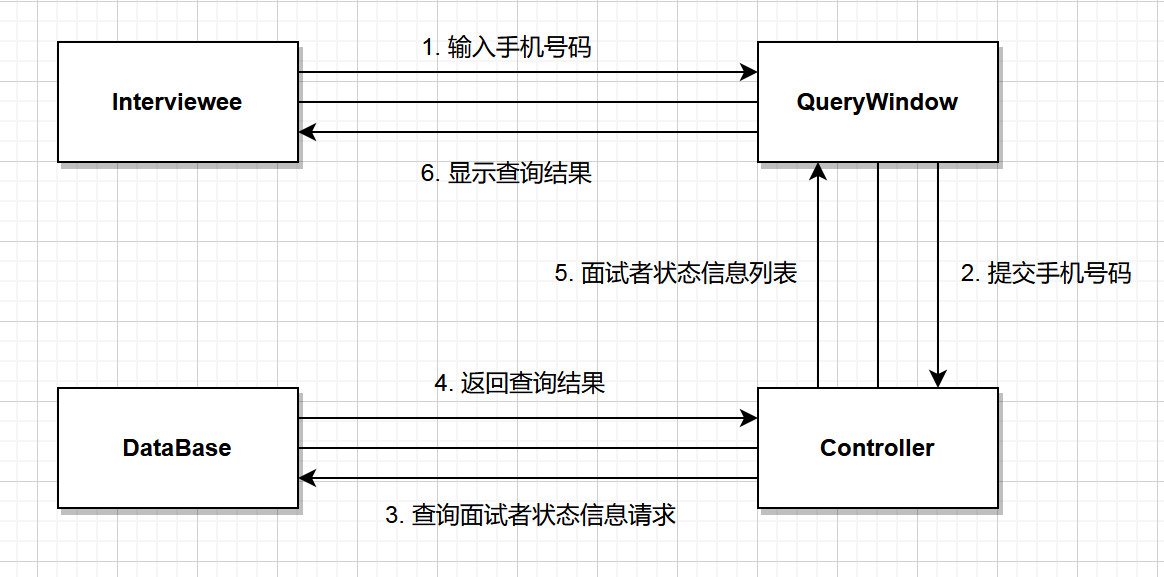 1. 输入手机号码
Interviewee
QueryWindow
6. 显示查询结果
5. 面试者状态信息列表
2. 提交手机号码
4. 返回查询结果
DataBase
Controller
3. 查询面试者状态信息请求